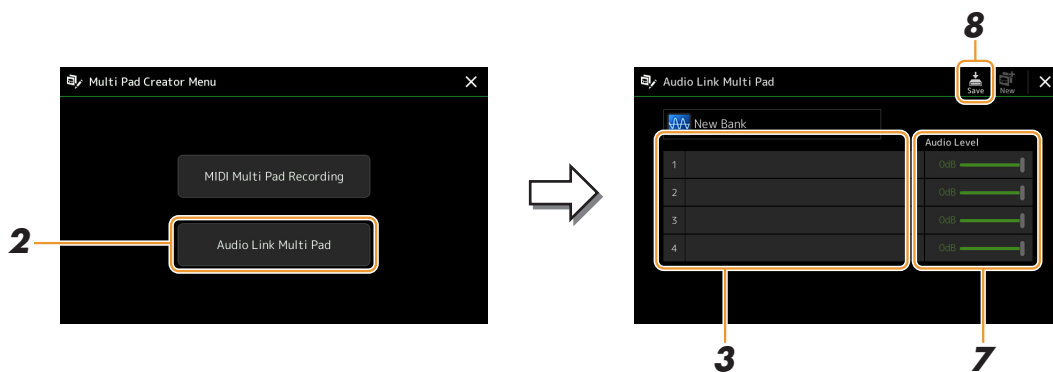 8
Multi Pad Creator Menu
MIDI Multi Pad Recording
2
Audio Link Multi Pad
Audio Link Multi Pad
Save
New
New Bank
Audio Level
1
0dB
2
0dB
3
0dB
4
0dB
3
7